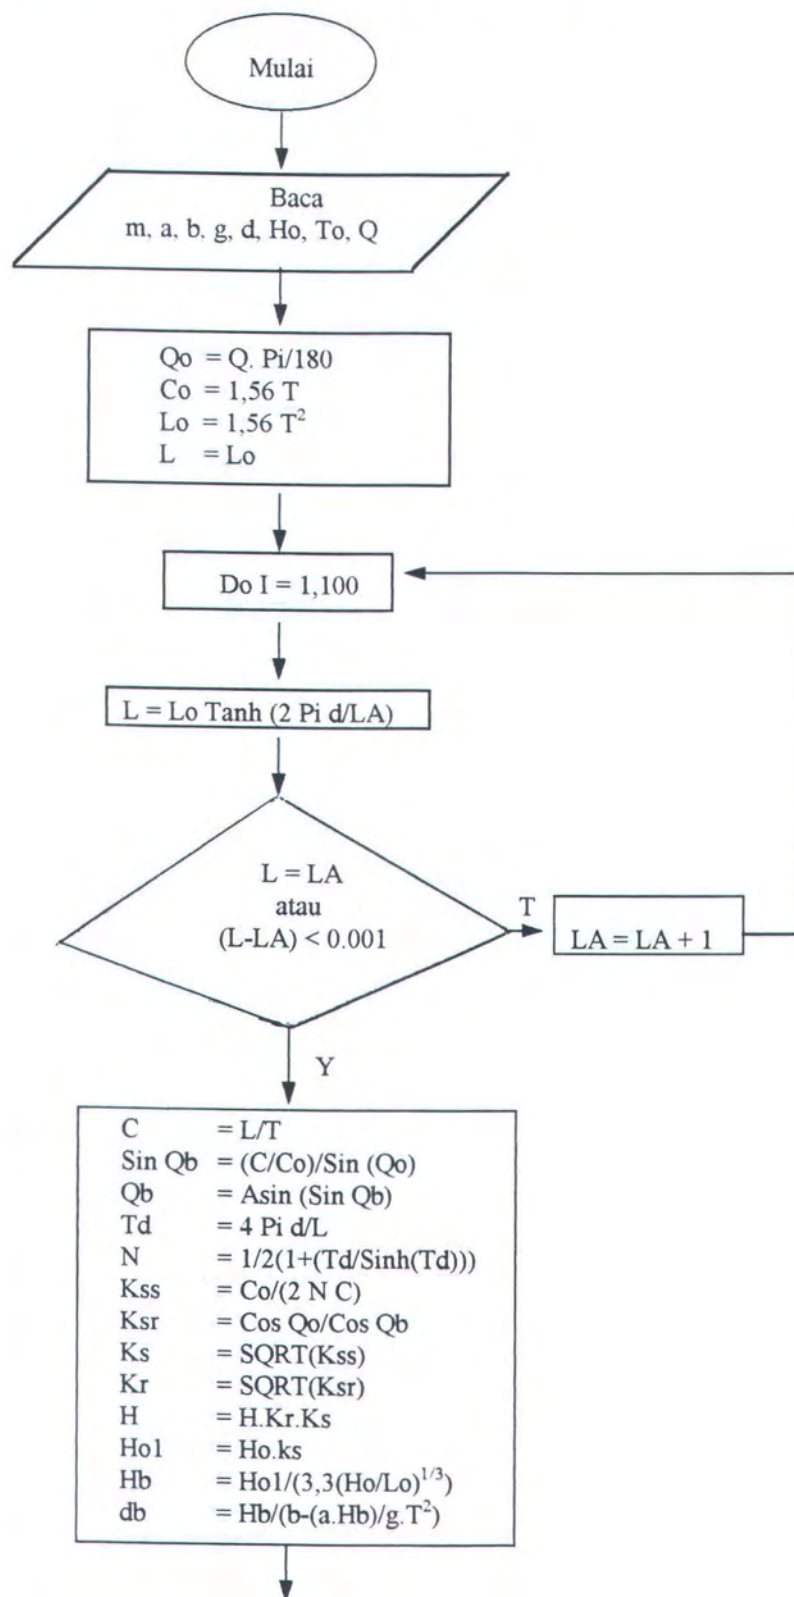 Mulai
Baca
m, a, b, g, d, Ho, To, Q
Qo = Q. Pi/180
Co = 1,56 T
Lo = 1,56 T²
L = Lo
Do I = 1,100
L = Lo Tanh (2 Pi d/LA)
L = LA
atau
(L-LA) < 0.001
T
LA = LA + 1
Y
C = L/T
Sin Qb = (C/Co)/Sin (Qo)
Qb = Asin (Sin Qb)
Td = 4 Pi d/L
N = 1/2(1+(Td/Sinh(Td)))
Kss = Co/(2 N C)
Ksr = Cos Qo/Cos Qb
Ks = SQRT(Kss)
Kr = SQRT(Ksr)
H = H.Kr.Ks
Ho1 = Ho.ks
Hb = Ho1/(3,3(Ho/Lo)^1/3)
db = Hb/(b-(a.Hb)/g.T²)